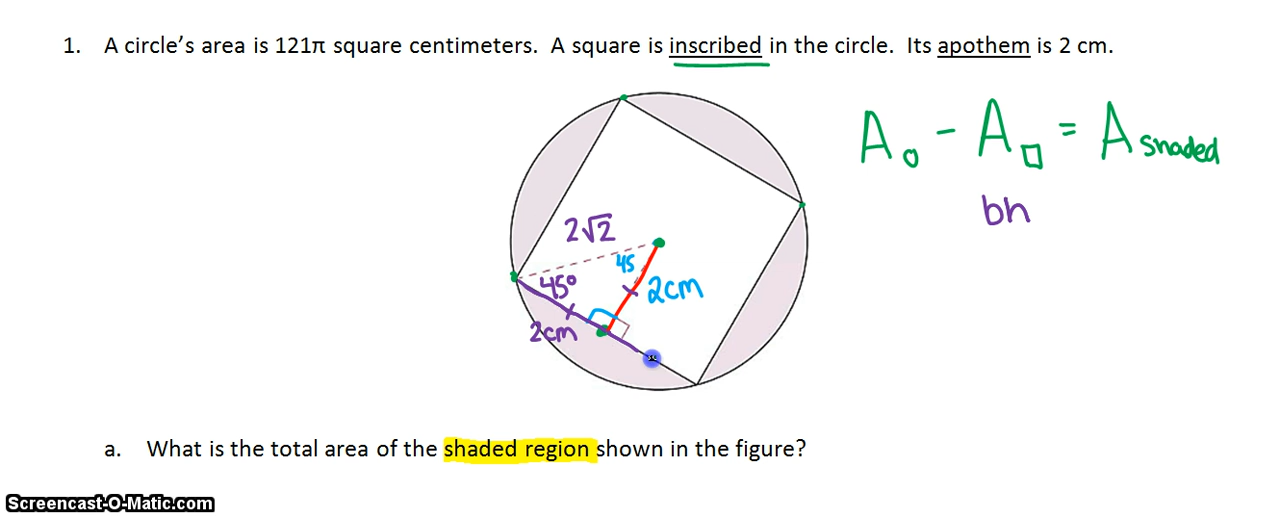 1. A circle's area is 121π square centimeters. A square is inscribed in the circle. Its apothem is 2 cm.
A○ - A□ = A shaded
bh
2√2
45
45°
2cm
2cm
a. What is the total area of the shaded region shown in the figure?
Screencast-O-Matic.com